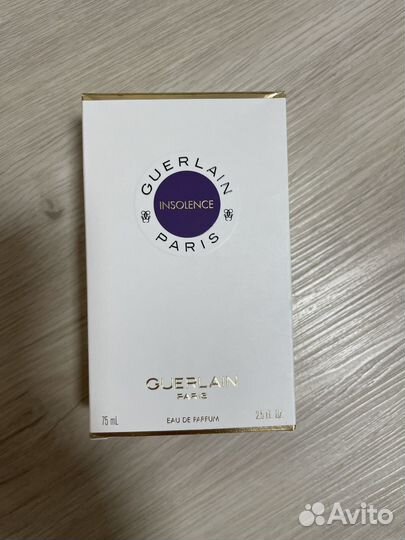 GUERLAIN
INSOLENCE
PARIS
GUERLAIN
PARIS
75 mL EAU DE PARFUM 2.5 fl. oz.
Avito